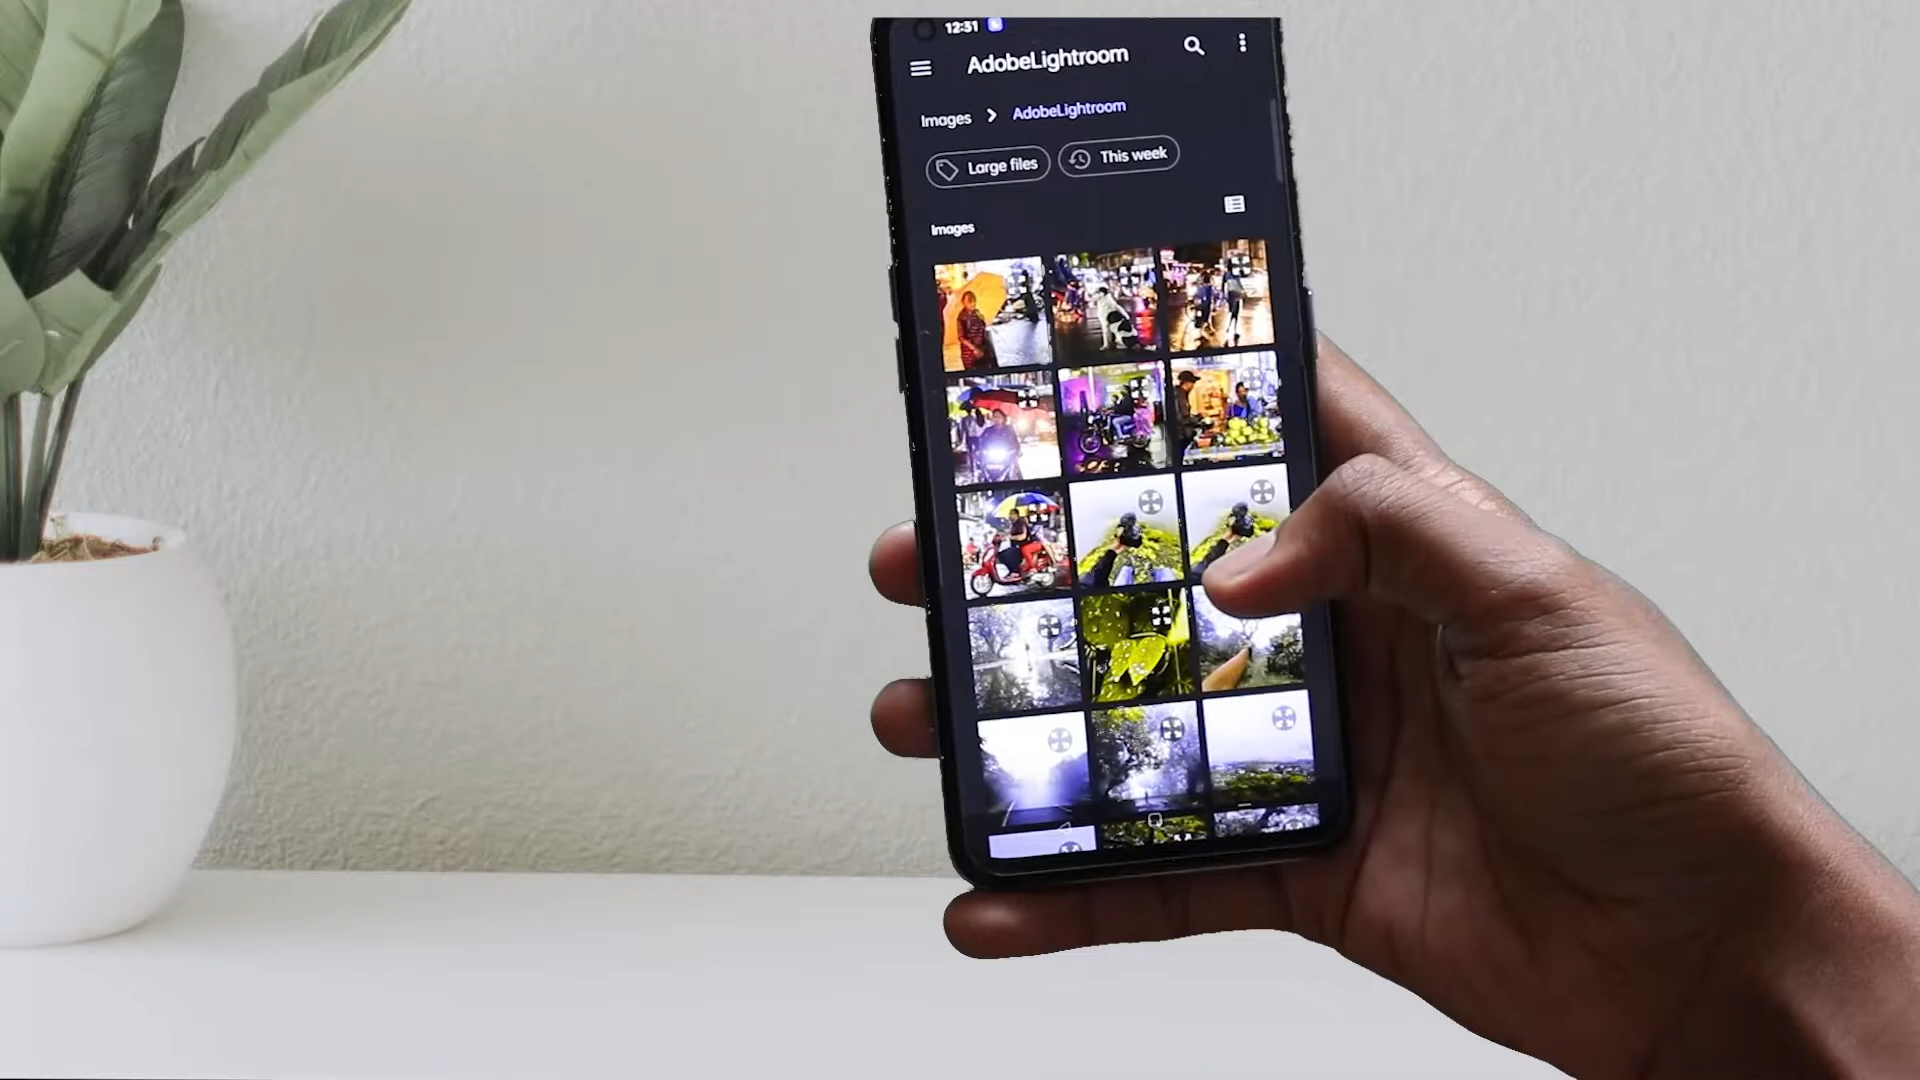 12:31
AdobeLightroom
Images > AdobeLightroom
Large files
This week
Images